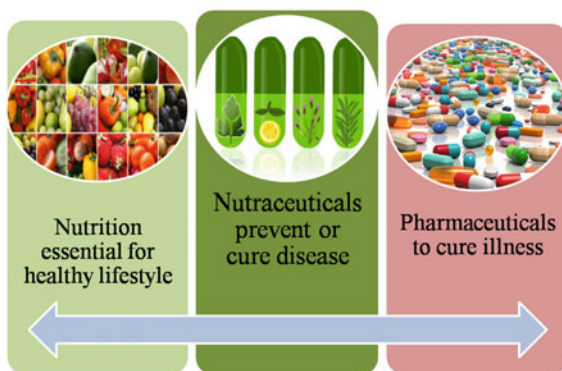 Nutrition
essential for
healthy lifestyle
Nutraceuticals
prevent or
cure disease
Pharmaceuticals
to cure illness